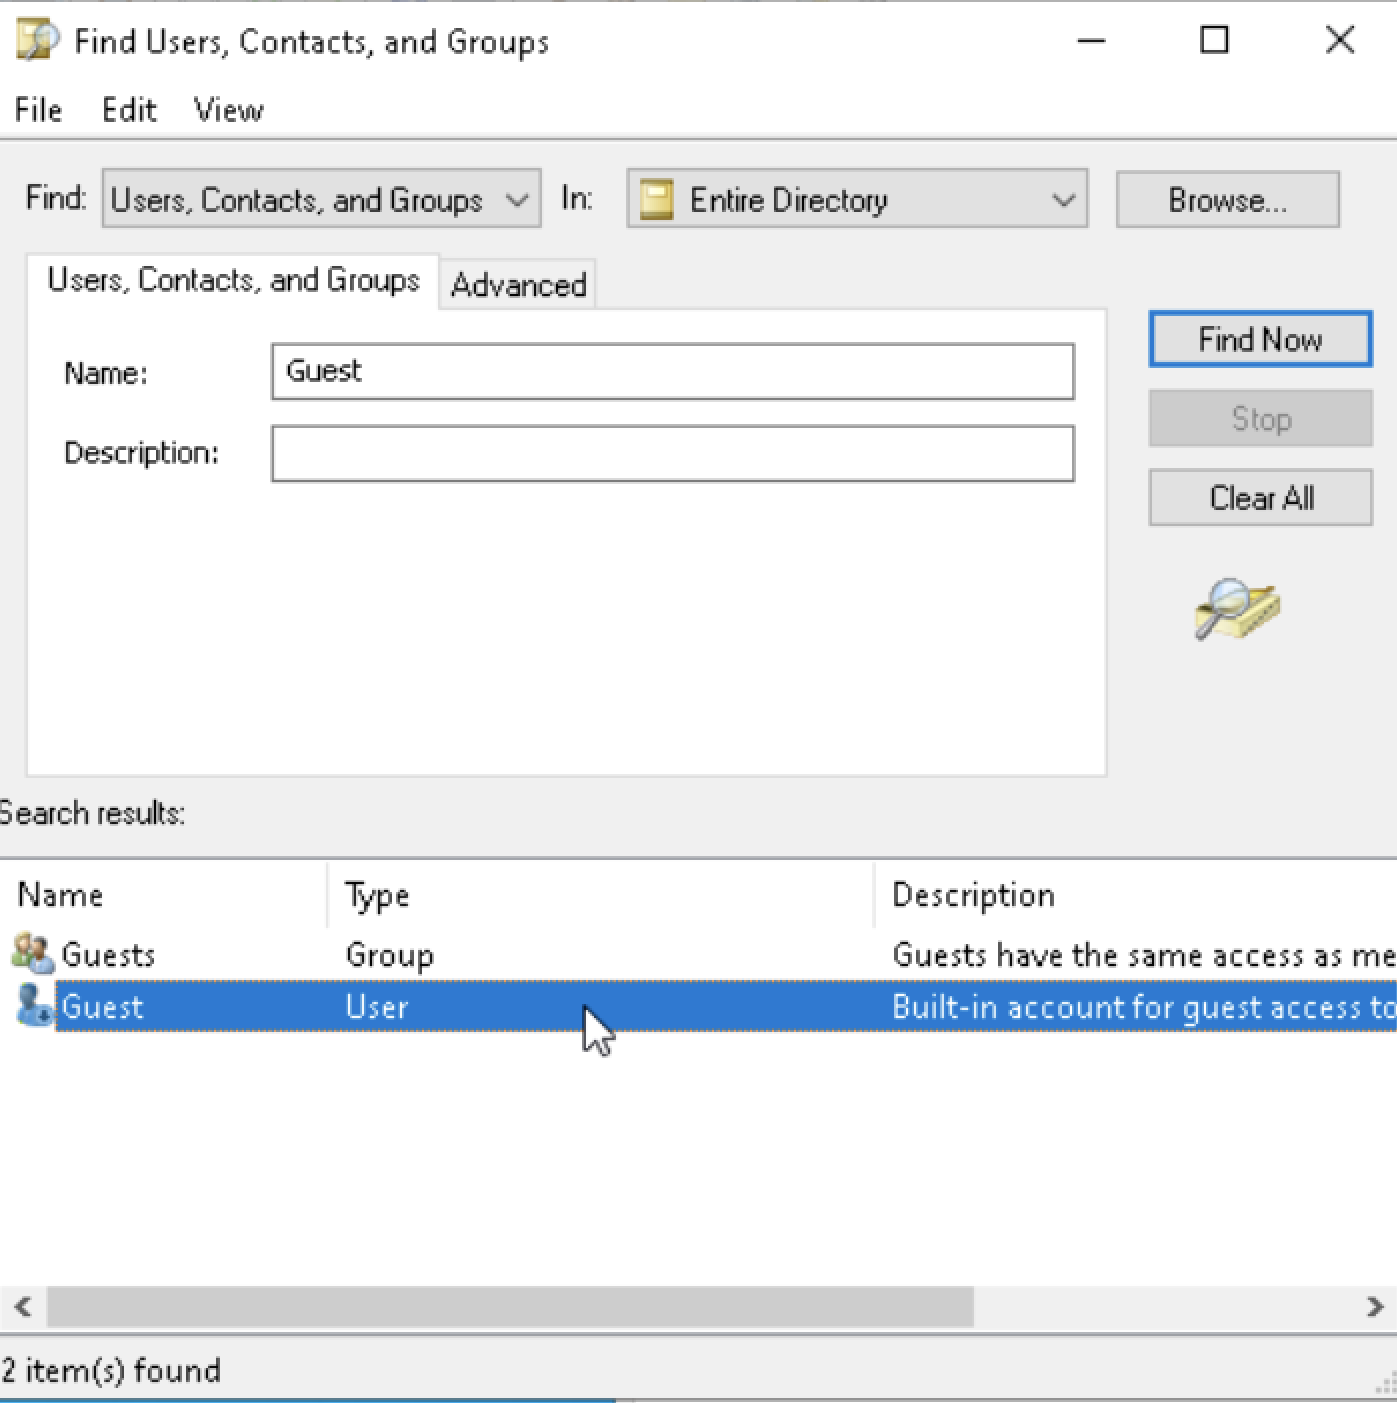 Find Users, Contacts, and Groups
File Edit View
Find: Users, Contacts, and Groups In: Entire Directory Browse...
Users, Contacts, and Groups Advanced
Name: Guest
Description:
Find Now
Stop
Clear All
Search results:
Name Type Description
Guests Group Guests have the same access as me
Guest User Built-in account for guest access to
2 item(s) found